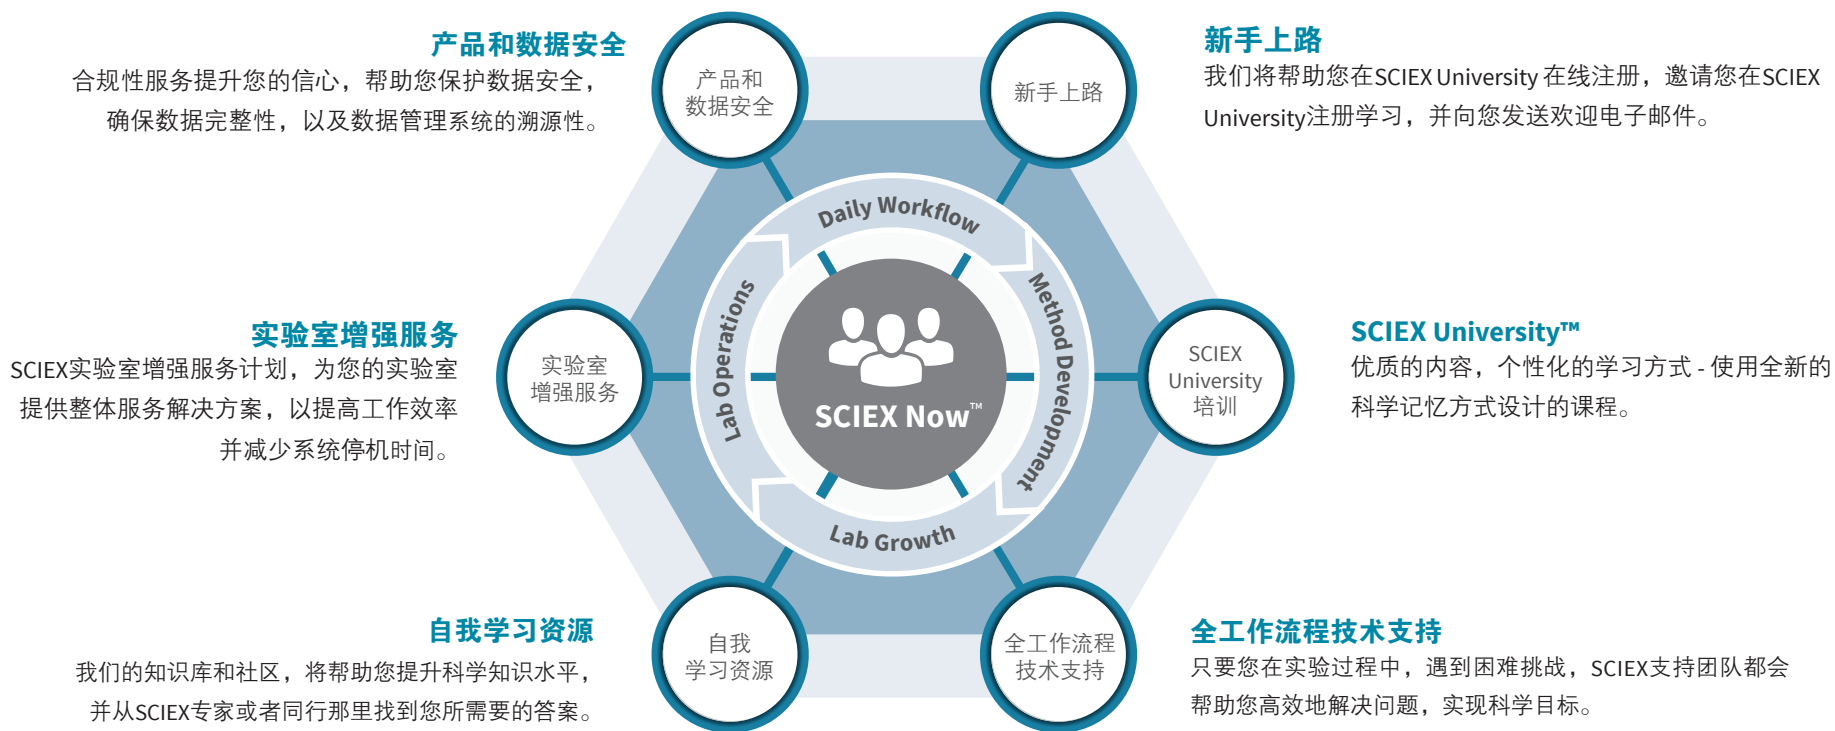 产品和数据安全
合规性服务提升您的信心，帮助您保护数据安全，
确保数据完整性，以及数据管理系统的溯源性。
产品和
数据安全
新手上路
新手上路
我们将帮助您在SCIEX University 在线注册，邀请您在SCIEX
University注册学习，并向您发送欢迎电子邮件。
实验室增强服务
SCIEX实验室增强服务计划，为您的实验室
提供整体服务解决方案，以提高工作效率
并减少系统停机时间。
实验室
增强服务
Daily Workflow
Method Development
Lab Growth
Lab Operations
SCIEX Now™
SCIEX
University
培训
SCIEX University™
优质的内容，个性化的学习方式 - 使用全新的
科学记忆方式设计的课程。
自我学习资源
我们的知识库和社区，将帮助您提升科学知识水平，
并从SCIEX专家或者同行那里找到您所需要的答案。
自我
学习资源
全工作流程
技术支持
全工作流程技术支持
只要您在实验过程中，遇到困难挑战，SCIEX支持团队都会
帮助您高效地解决问题，实现科学目标。